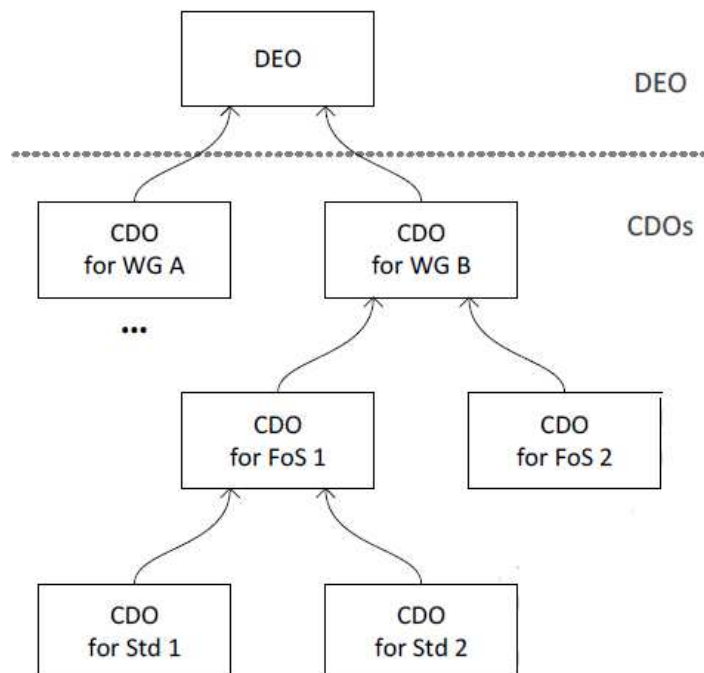 DEO
DEO
CDO
for WG A
CDO
for WG B
CDOs
...
CDO
for FoS 1
CDO
for FoS 2
CDO
for Std 1
CDO
for Std 2